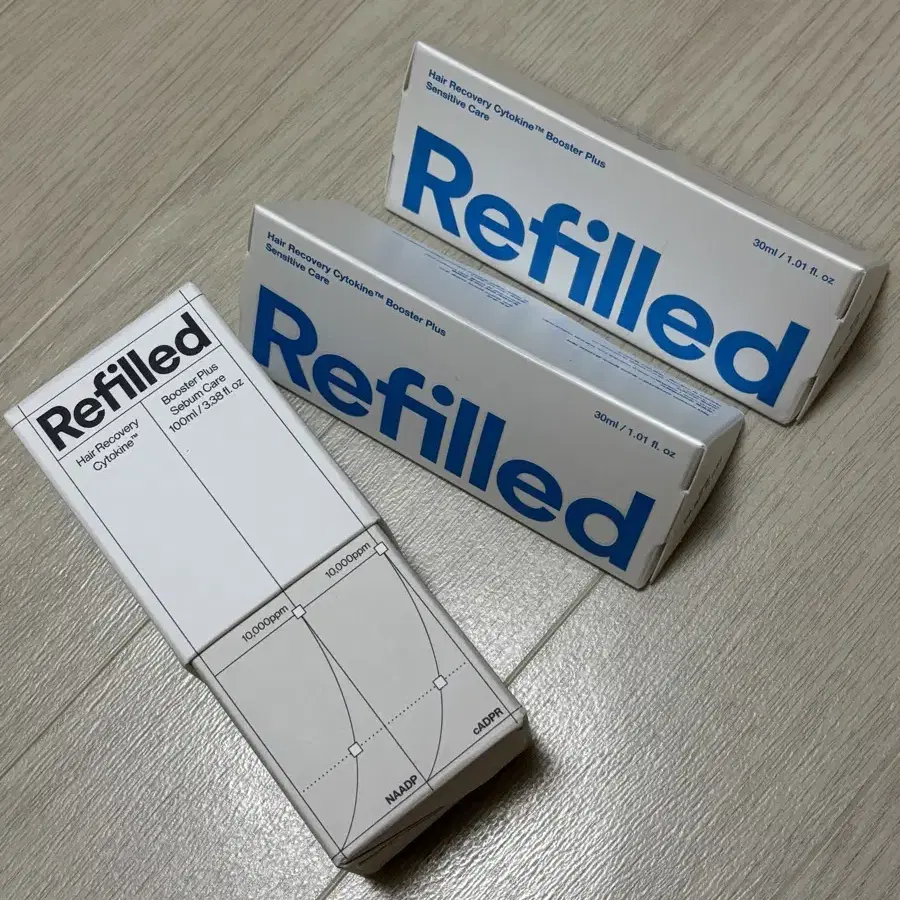 Hair Recovery Cytokine™ Booster Plus
Sensitive Care
Refilled
30ml / 1.01 fl. oz
Hair Recovery Cytokine™ Booster Plus
Sensitive Care
Refilled
30ml / 1.01 fl. oz
Refilled
Hair Recovery
Cytokine™
Booster Plus
Sebum Care
100ml / 3.38 fl. oz
10,000ppm
10,000ppm
NAADP
cADPR